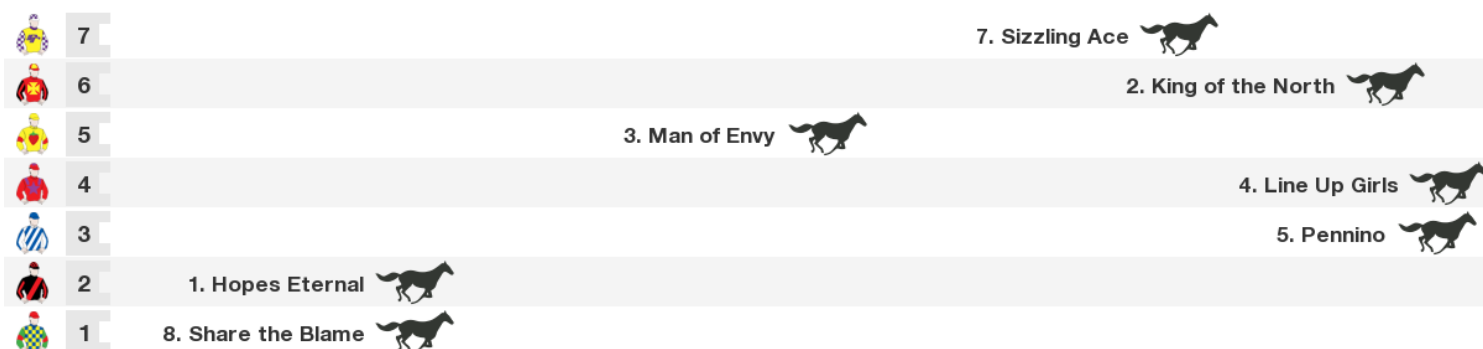 7 7. Sizzling Ace
6 2. King of the North
5 3. Man of Envy
4 4. Line Up Girls
3 5. Pennino
2 1. Hopes Eternal
1 8. Share the Blame